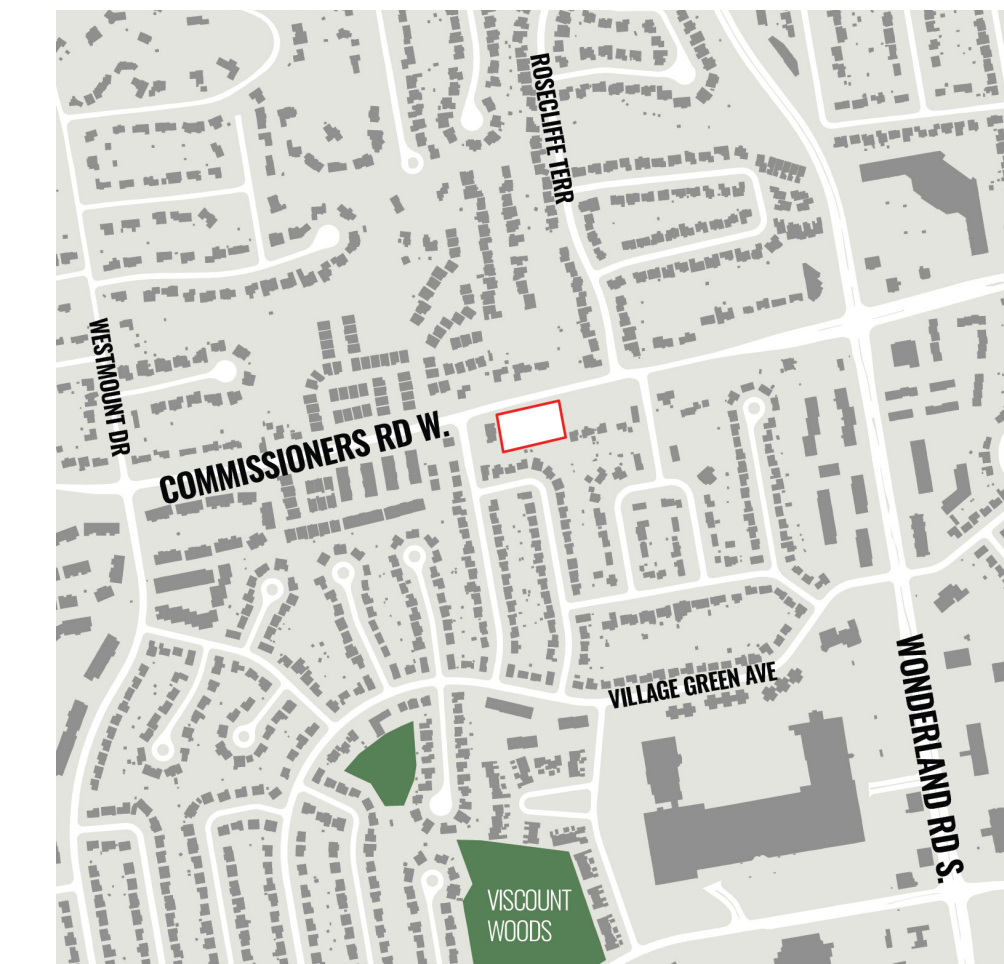 ROSECLIFFE TERR
WESTMOUNT DR
COMMISSIONERS RD W.
VILLAGE GREEN AVE
WONDERLAND RD S.
VISCOUNT
WOODS